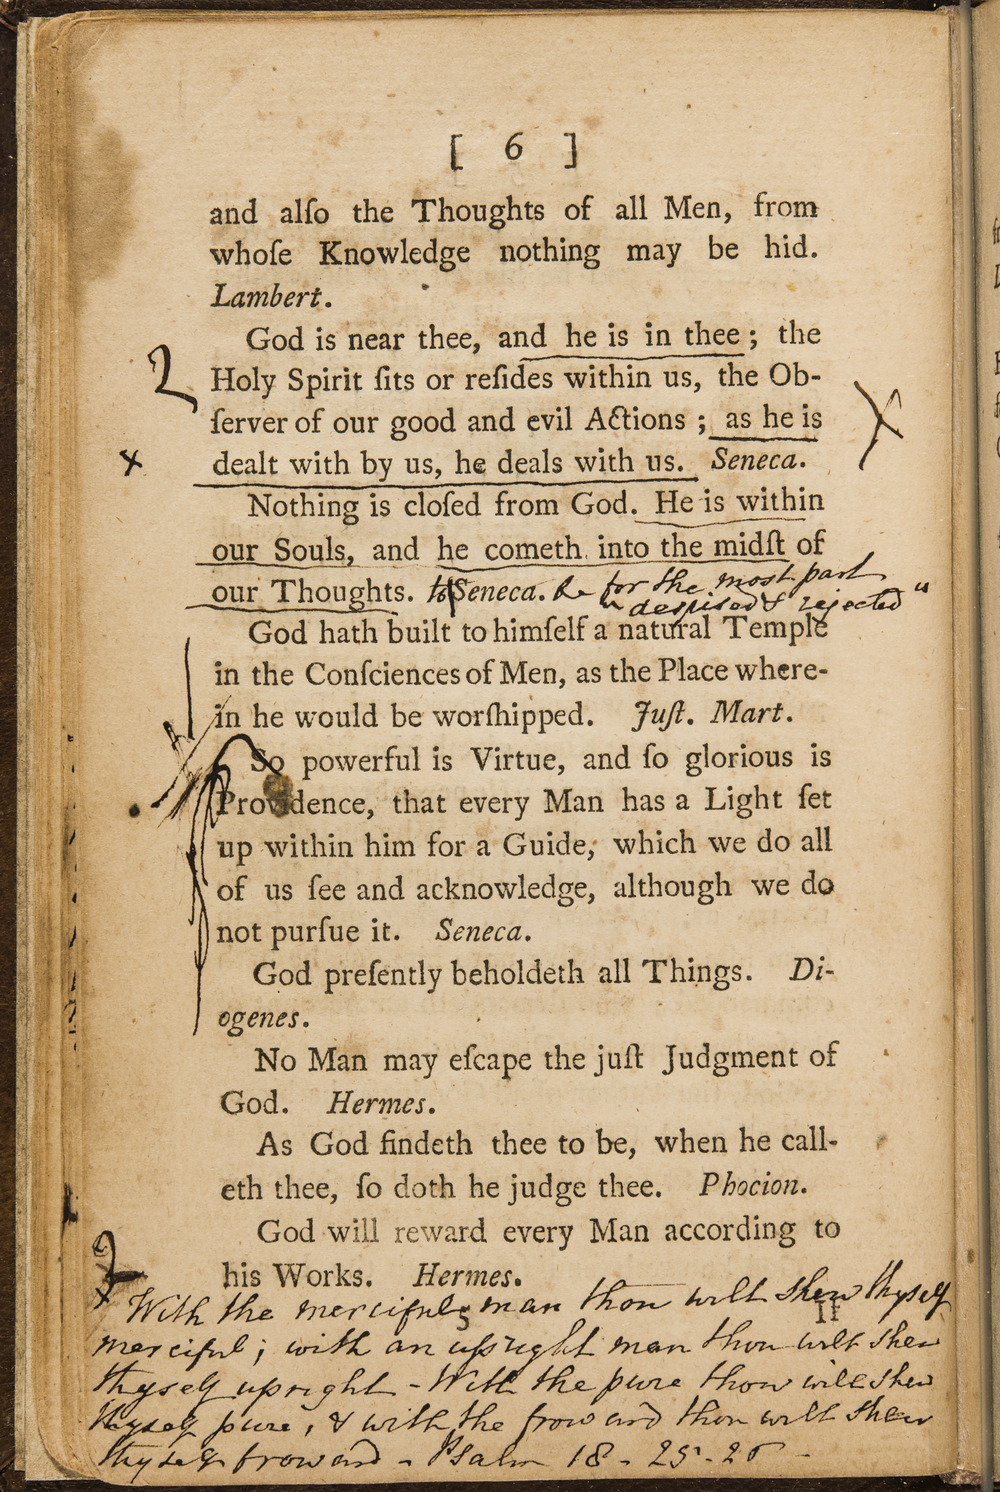 [ 6 ]
and alſo the Thoughts of all Men, from
whoſe Knowledge nothing may be hid.
Lambert.
God is near thee, and he is in thee; the
Holy Spirit ſits or reſides within us, the Ob-
ſerver of our good and evil Actions; as he is
x dealt with by us, he deals with us. Seneca. X
Nothing is cloſed from God. He is within
our Souls, and he cometh into the midſt of
our Thoughts. Seneca. to be for the most part
"despised & rejected"
God hath built to himſelf a natural Temple
in the Conſciences of Men, as the Place where-
in he would be worſhipped. Juſt. Mart.
So powerful is Virtue, and ſo glorious is
Providence, that every Man has a Light ſet
up within him for a Guide, which we do all
of us ſee and acknowledge, although we do
not purſue it. Seneca.
God preſently beholdeth all Things. Di-
ogenes.
No Man may eſcape the juſt Judgment of
God. Hermes.
As God findeth thee to be, when he call-
eth thee, ſo doth he judge thee. Phocion.
God will reward every Man according to
his Works. Hermes.
If
With the merciful man thou wilt shew thyself
merciful; with an upright man thou wilt shew
thyself upright - With the pure thou wilt shew
thyself pure, & with the froward thou wilt shew
thyself froward - Psalm 18 - 25 - 26 -